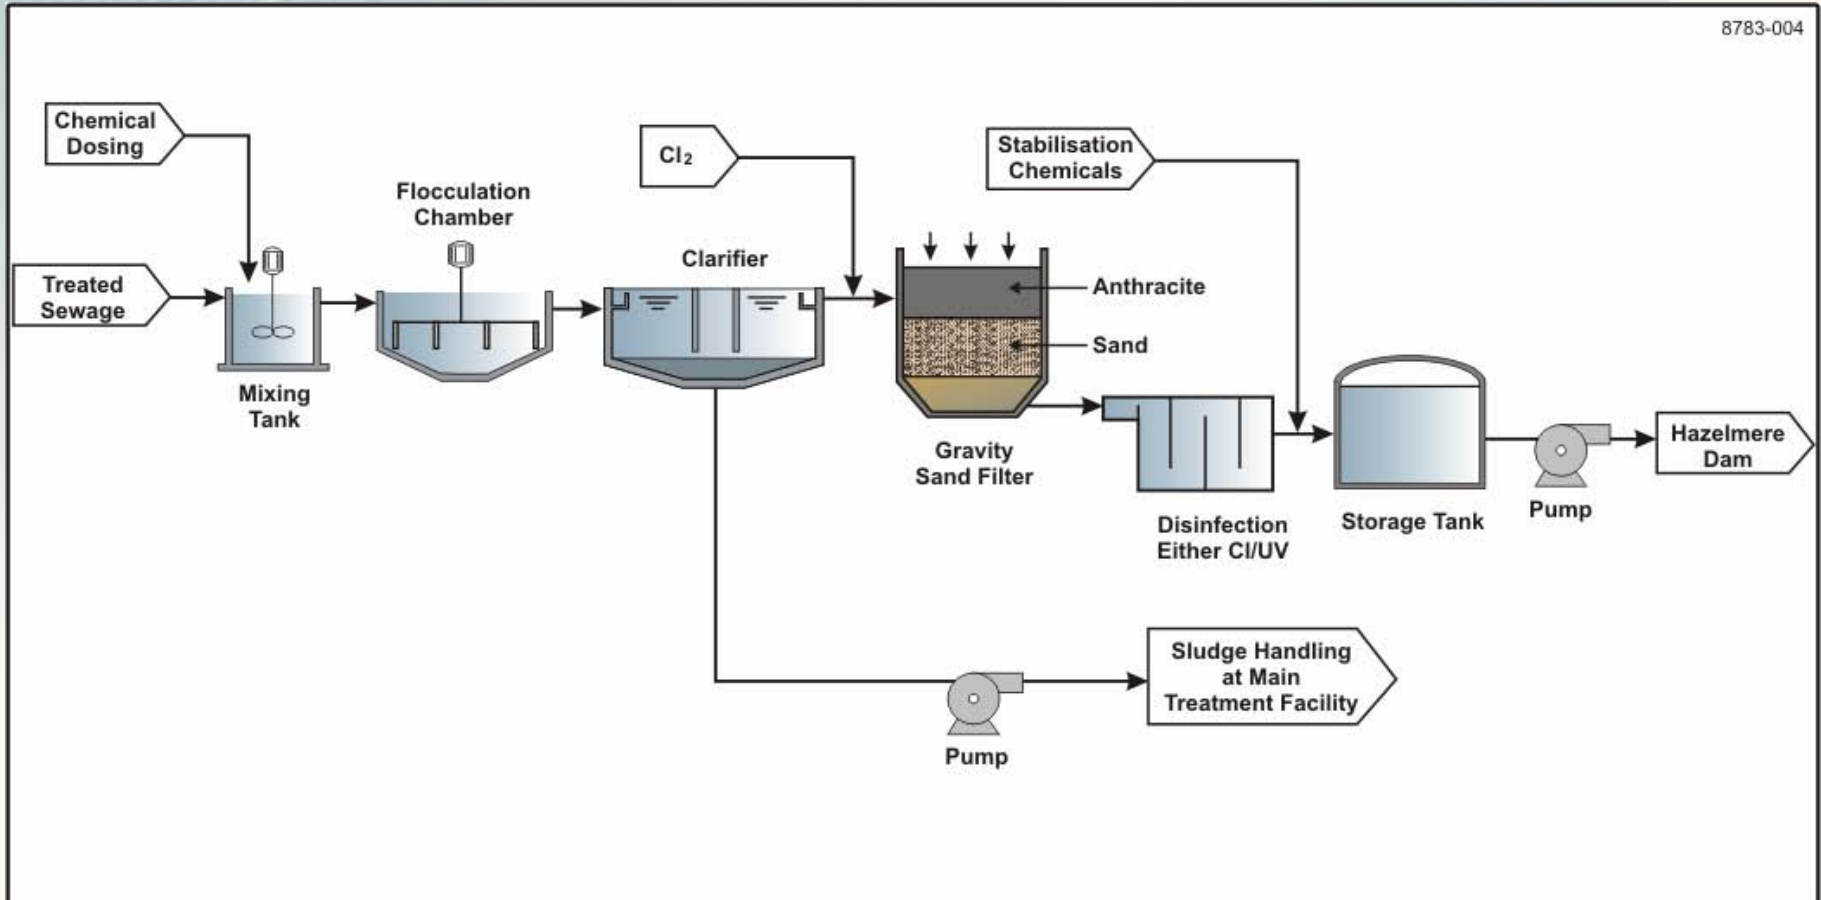 8783-004
Chemical
Dosing
Cl₂
Stabilisation
Chemicals
Flocculation
Chamber
Clarifier
Treated
Sewage
Anthracite
Sand
Mixing
Tank
Gravity
Sand Filter
Hazelmere
Dam
Disinfection
Either Cl/UV
Storage Tank
Pump
Sludge Handling
at Main
Treatment Facility
Pump